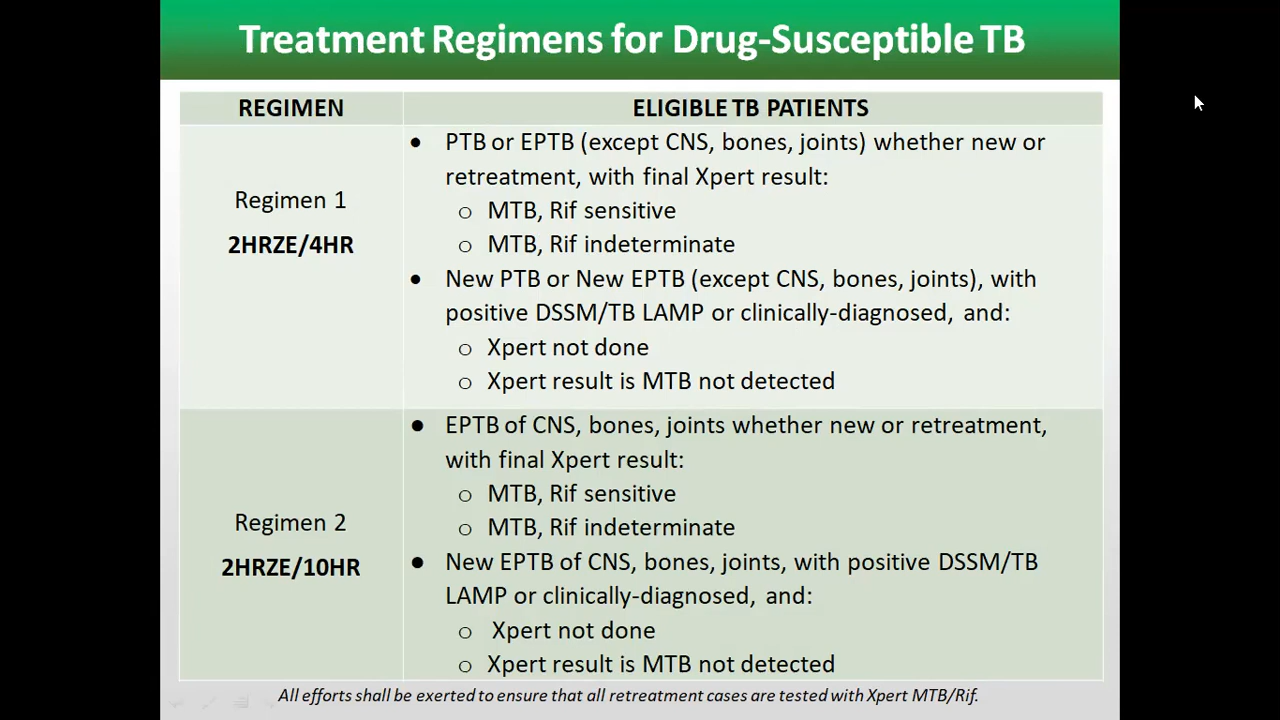 Treatment Regimens for Drug-Susceptible TB
REGIMEN
ELIGIBLE TB PATIENTS
Regimen 1
2HRZE/4HR
● PTB or EPTB (except CNS, bones, joints) whether new or
retreatment, with final Xpert result:
o MTB, Rif sensitive
o MTB, Rif indeterminate
● New PTB or New EPTB (except CNS, bones, joints), with
positive DSSM/TB LAMP or clinically-diagnosed, and:
o Xpert not done
o Xpert result is MTB not detected
Regimen 2
2HRZE/10HR
● EPTB of CNS, bones, joints whether new or retreatment,
with final Xpert result:
o MTB, Rif sensitive
o MTB, Rif indeterminate
● New EPTB of CNS, bones, joints, with positive DSSM/TB
LAMP or clinically-diagnosed, and:
o Xpert not done
o Xpert result is MTB not detected
All efforts shall be exerted to ensure that all retreatment cases are tested with Xpert MTB/Rif.